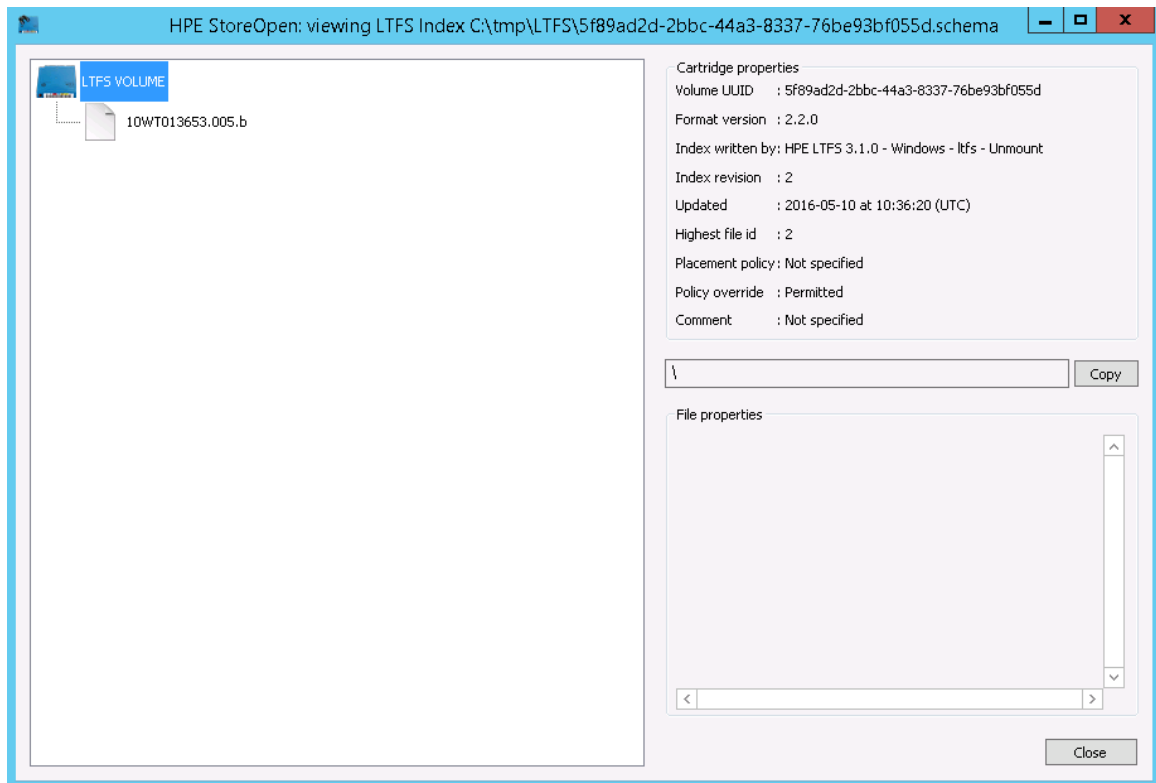 HPE StoreOpen: viewing LTFS Index C:\tmp\LTFS\5f89ad2d-2bbc-44a3-8337-76be93bf055d.schema
LTFS VOLUME
10WT013653.005.b
Cartridge properties
Volume UUID : 5f89ad2d-2bbc-44a3-8337-76be93bf055d
Format version : 2.2.0
Index written by: HPE LTFS 3.1.0 - Windows - ltfs - Unmount
Index revision : 2
Updated : 2016-05-10 at 10:36:20 (UTC)
Highest file id : 2
Placement policy: Not specified
Policy override : Permitted
Comment : Not specified
\
Copy
File properties
Close